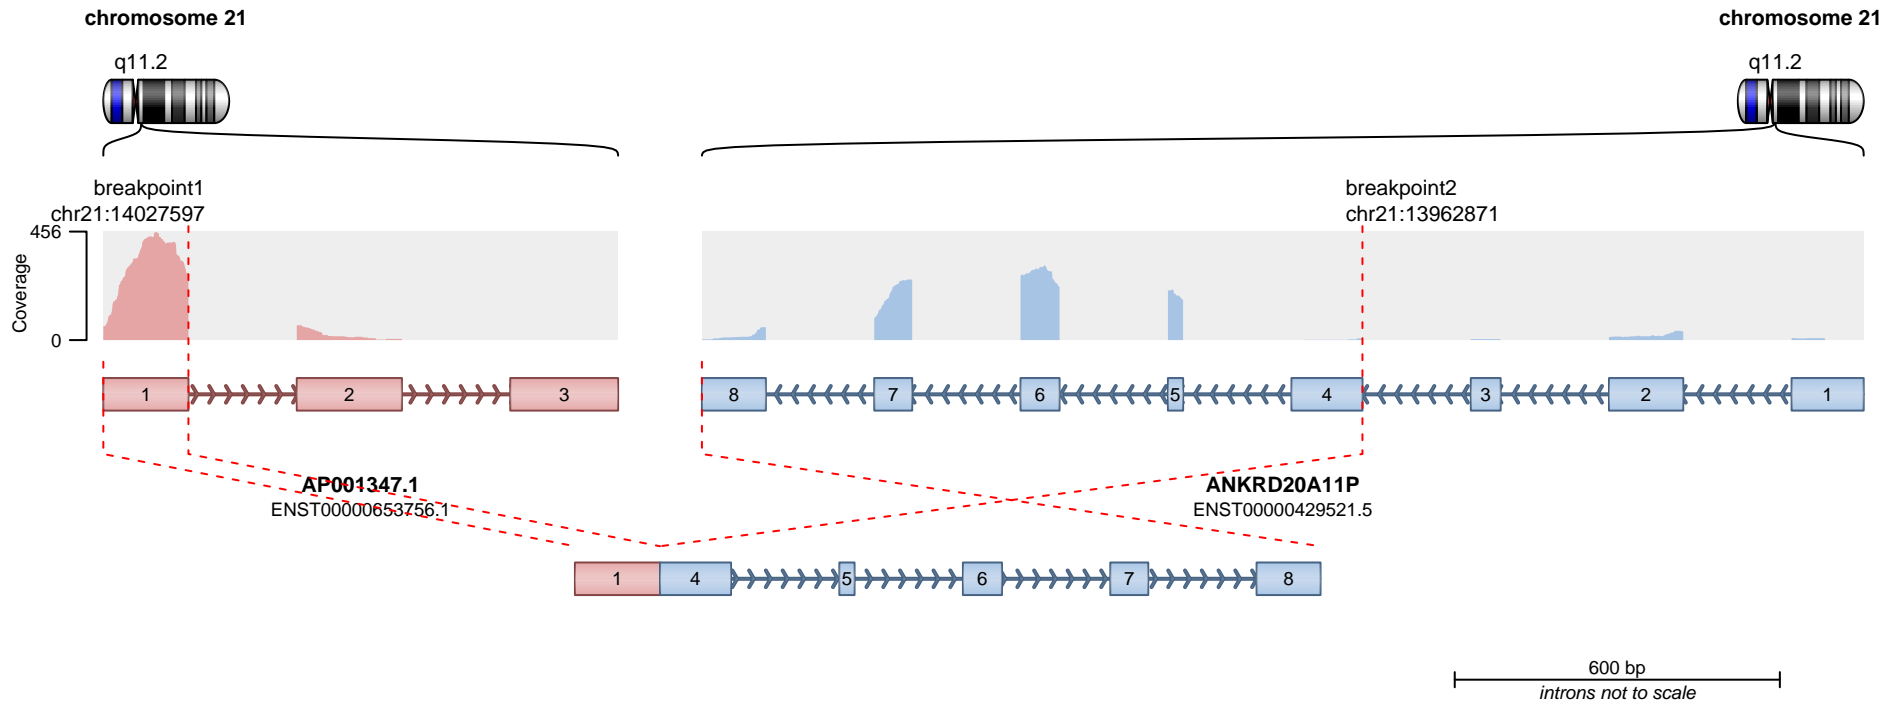 chromosome 21
chromosome 21
q11.2
q11.2
breakpoint1
chr21:14027597
breakpoint2
chr21:13962871
456
Coverage
0
1
2
3
8
7
6
5
4
3
2
1
AP001347.1
ENST00000653756.1
ANKRD20A11P
ENST00000429521.5
1
4
5
6
7
8
600 bp
introns not to scale